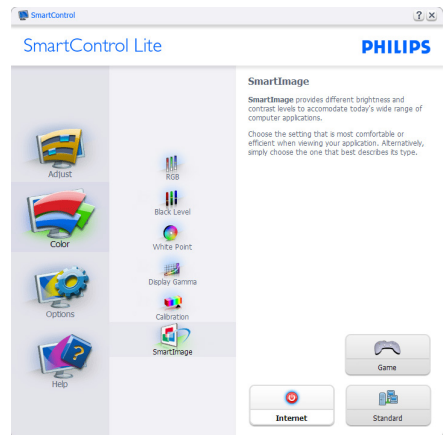 SmartControl
SmartControl Lite
PHILIPS
Adjust
Color
Options
Help
RGB
Black Level
White Point
Display Gamma
Calibration
SmartImage
SmartImage
SmartImage provides different brightness and
contrast levels to accomodate today's wide range of
computer applications.
Choose the setting that is most comfortable or
efficient when viewing your application. Alternatively,
simply choose the one that best describes its type.
Game
Internet
Standard